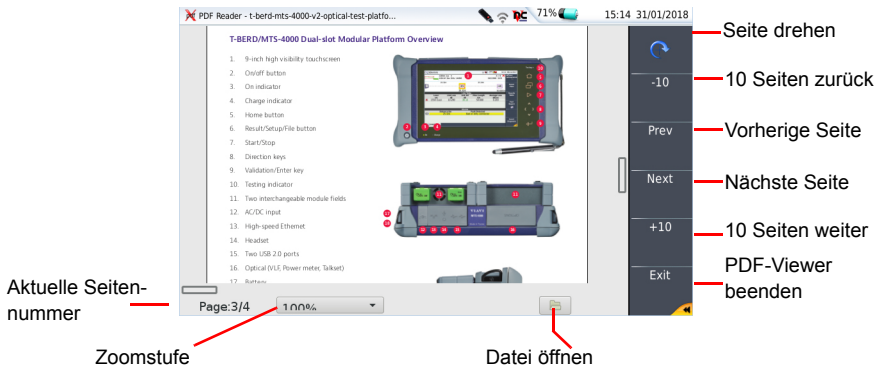 PDF Reader - t-berd-mts-4000-v2-optical-test-platfo...
71%
15:14 31/01/2018
T-BERD/MTS-4000 Dual-slot Modular Platform Overview
1. 9-inch high visibility touchscreen
2. On/off button
3. On indicator
4. Charge indicator
5. Home button
6. Result/Setup/File button
7. Start/Stop
8. Direction keys
9. Validation/Enter key
10. Testing indicator
11. Two interchangeable module fields
12. AC/DC input
13. High-speed Ethernet
14. Headset
15. Two USB 2.0 ports
16. Optical (VLF, Power meter, Talkset)
17. Battery
Page:3/4
100%
-10
Prev
Next
+10
Exit
Seite drehen
10 Seiten zurück
Vorherige Seite
Nächste Seite
10 Seiten weiter
PDF-Viewer
beenden
Aktuelle Seiten-
nummer
Zoomstufe
Datei öffnen